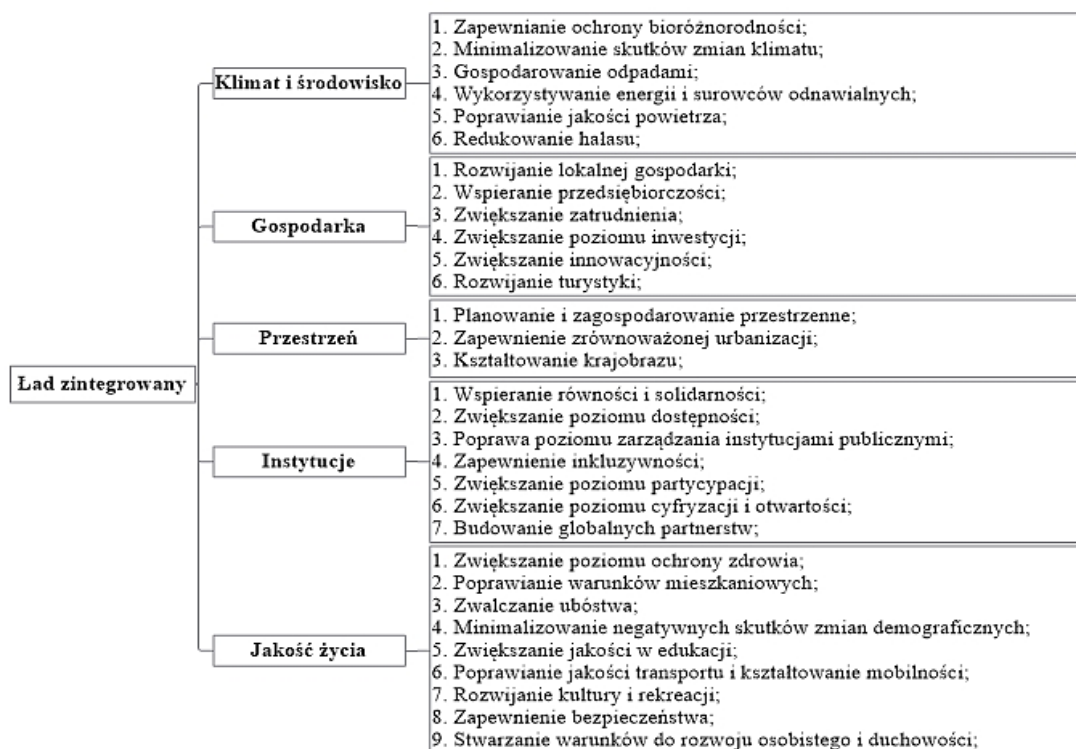 Ład zintegrowany
Klimat i środowisko
1. Zapewnianie ochrony bioróżnorodności;
2. Minimalizowanie skutków zmian klimatu;
3. Gospodarowanie odpadami;
4. Wykorzystywanie energii i surowców odnawialnych;
5. Poprawianie jakości powietrza;
6. Redukowanie hałasu;
Gospodarka
1. Rozwijanie lokalnej gospodarki;
2. Wspieranie przedsiębiorczości;
3. Zwiększanie zatrudnienia;
4. Zwiększanie poziomu inwestycji;
5. Zwiększanie innowacyjności;
6. Rozwijanie turystyki;
Przestrzeń
1. Planowanie i zagospodarowanie przestrzenne;
2. Zapewnienie zrównoważonej urbanizacji;
3. Kształtowanie krajobrazu;
Instytucje
1. Wspieranie równości i solidarności;
2. Zwiększanie poziomu dostępności;
3. Poprawa poziomu zarządzania instytucjami publicznymi;
4. Zapewnienie inkluzywności;
5. Zwiększanie poziomu partycypacji;
6. Zwiększanie poziomu cyfryzacji i otwartości;
7. Budowanie globalnych partnerstw;
Jakość życia
1. Zwiększanie poziomu ochrony zdrowia;
2. Poprawianie warunków mieszkaniowych;
3. Zwalczanie ubóstwa;
4. Minimalizowanie negatywnych skutków zmian demograficznych;
5. Zwiększanie jakości w edukacji;
6. Poprawianie jakości transportu i kształtowanie mobilności;
7. Rozwijanie kultury i rekreacji;
8. Zapewnienie bezpieczeństwa;
9. Stwarzanie warunków do rozwoju osobistego i duchowości;